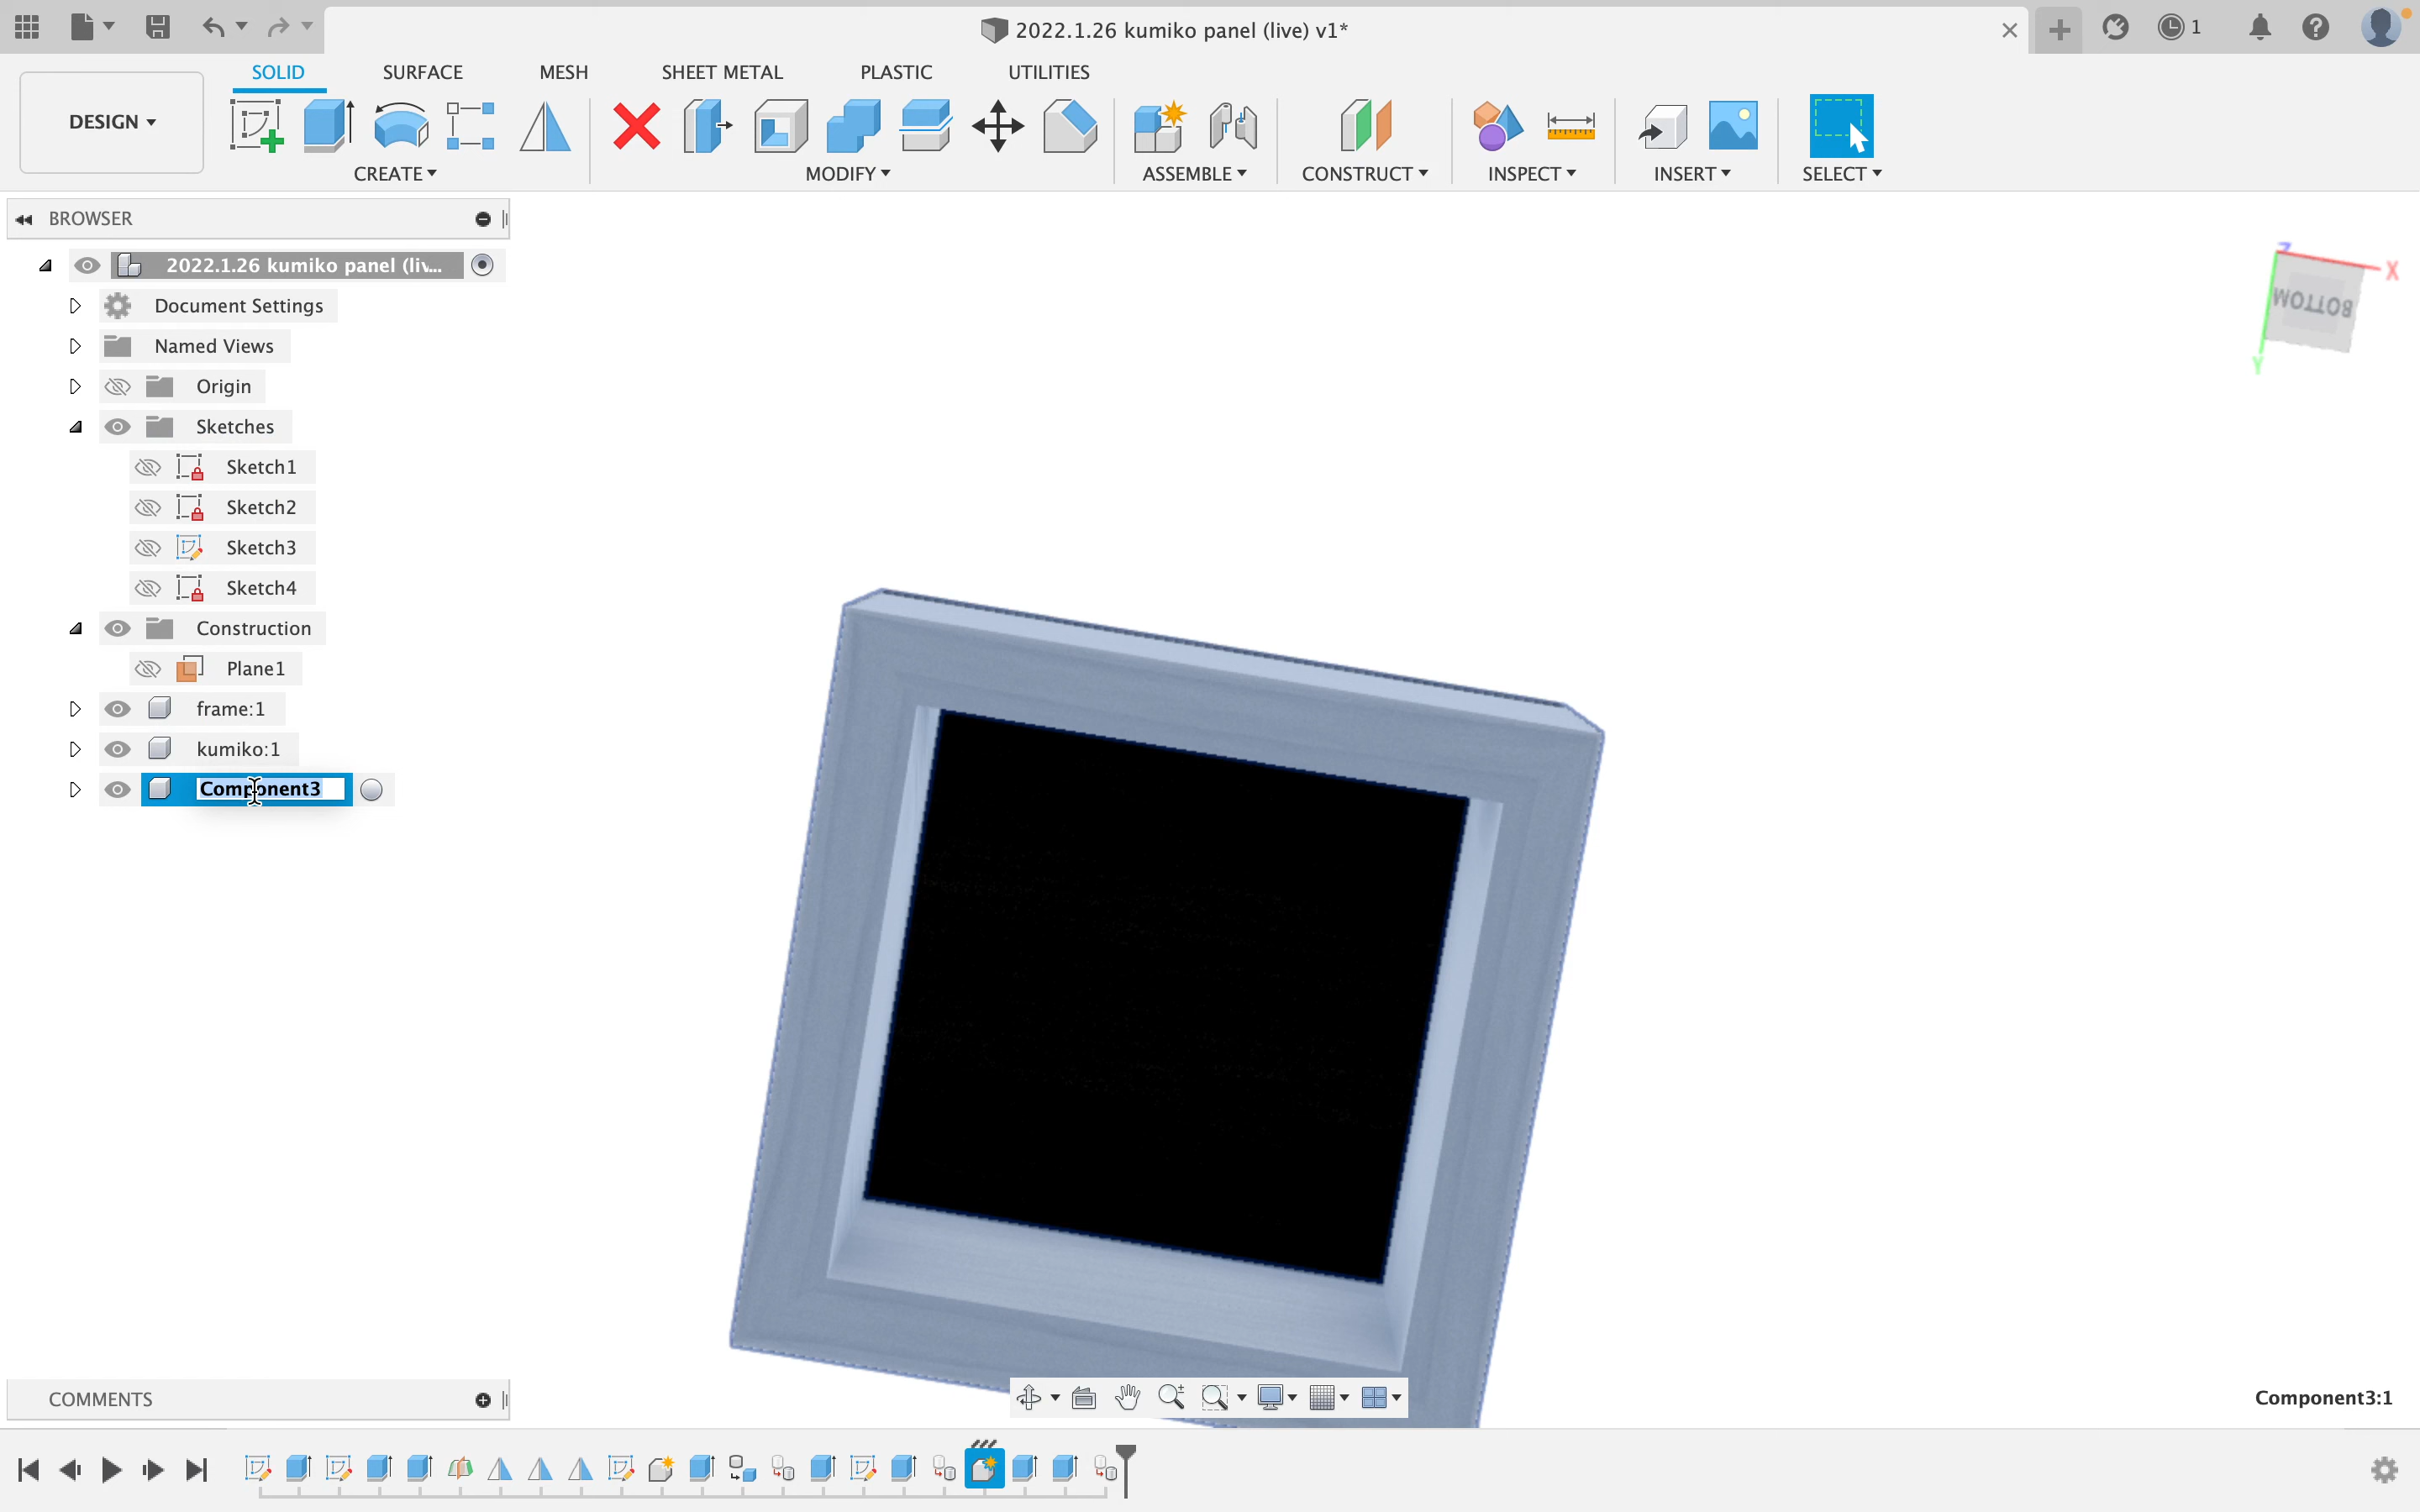 2022.1.26 kumiko panel (live) v1*
1
DESIGN
SOLID
SURFACE
MESH
SHEET METAL
PLASTIC
UTILITIES
CREATE
MODIFY
ASSEMBLE
CONSTRUCT
INSPECT
INSERT
SELECT
BROWSER
2022.1.26 kumiko panel (liv...
Document Settings
Named Views
Origin
Sketches
Sketch1
Sketch2
Sketch3
Sketch4
Construction
Plane1
frame:1
kumiko:1
Component3
Z
X
BOTTOM
Y
COMMENTS
Component3:1